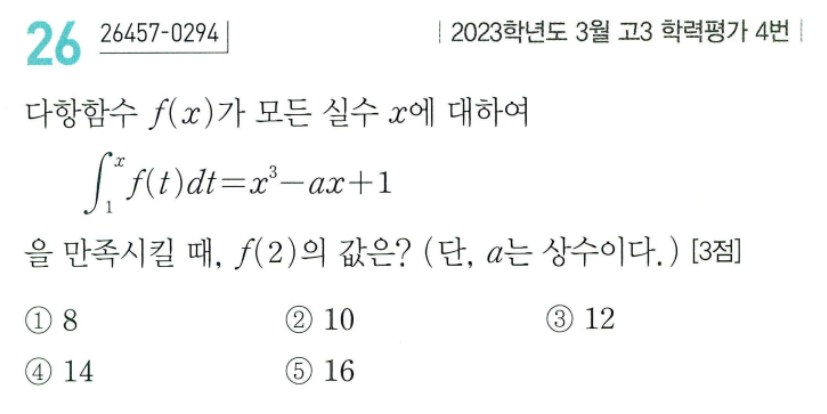 26 26457-0294 | 2023학년도 3월 고3 학력평가 4번 |
다항함수 f(x)가 모든 실수 x에 대하여
∫₁ˣ f(t)dt=x³-ax+1
을 만족시킬 때, f(2)의 값은? (단, a는 상수이다.) [3점]
① 8 ② 10 ③ 12
④ 14 ⑤ 16